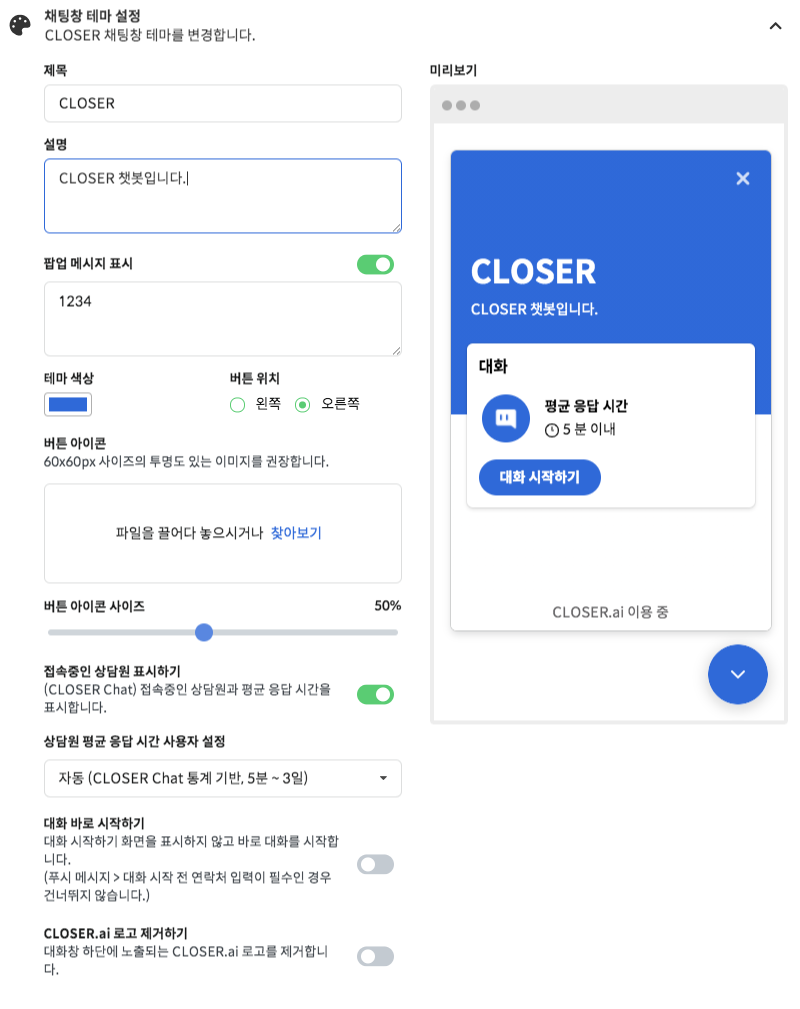 채팅창 테마 설정
CLOSER 채팅창 테마를 변경합니다.
제목
CLOSER
설명
CLOSER 챗봇입니다.
팝업 메시지 표시
1234
테마 색상
버튼 위치
왼쪽
오른쪽
버튼 아이콘
60x60px 사이즈의 투명도 있는 이미지를 권장합니다.
파일을 끌어다 놓으시거나 찾아보기
버튼 아이콘 사이즈
50%
접속중인 상담원 표시하기
(CLOSER Chat) 접속중인 상담원과 평균 응답 시간을
표시합니다.
상담원 평균 응답 시간 사용자 설정
자동 (CLOSER Chat 통계 기반, 5분 ~ 3일)
대화 바로 시작하기
대화 시작하기 화면을 표시하지 않고 바로 대화를 시작합
니다.
(푸시 메시지 > 대화 시작 전 연락처 입력이 필수인 경우
건너뛰지 않습니다.)
CLOSER.ai 로고 제거하기
대화창 하단에 노출되는 CLOSER.ai 로고를 제거합니
다.
미리보기
CLOSER
CLOSER 챗봇입니다.
대화
평균 응답 시간
5 분 이내
대화 시작하기
CLOSER.ai 이용 중